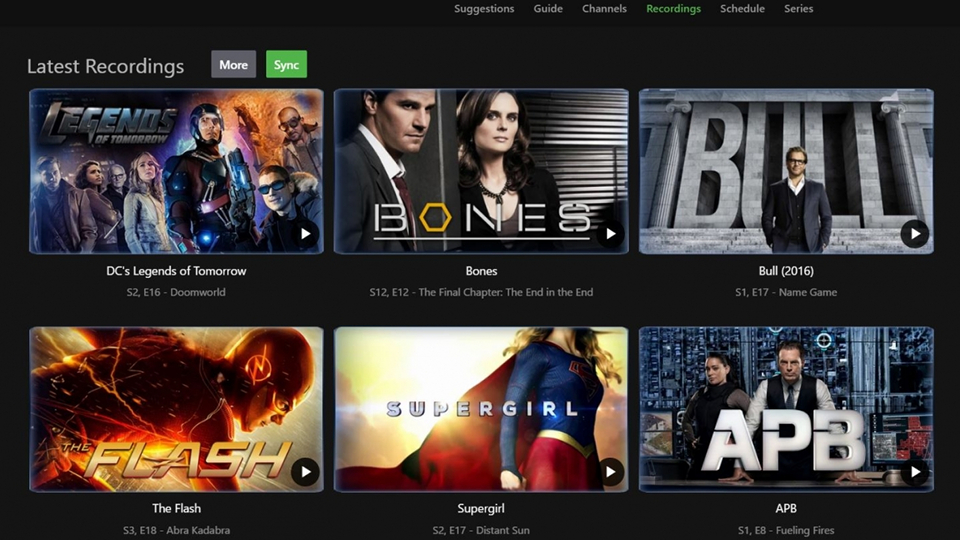 Suggestions Guide Channels Recordings Schedule Series
Latest Recordings More Sync
LEGENDS
OF TOMORROW
BONES
BULL
DC's Legends of Tomorrow Bones Bull (2016)
S2, E16 - Doomworld S12, E12 - The Final Chapter: The End in the End S1, E17 - Name Game
THE FLASH
SUPERGIRL
APB
The Flash Supergirl APB
S3, E18 - Abra Kadabra S2, E17 - Distant Sun S1, E8 - Fueling Fires